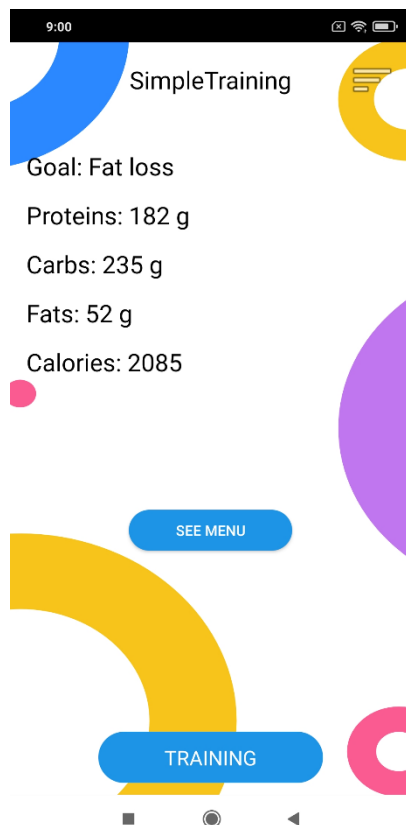 9:00
SimpleTraining
Goal: Fat loss
Proteins: 182 g
Carbs: 235 g
Fats: 52 g
Calories: 2085
SEE MENU
TRAINING